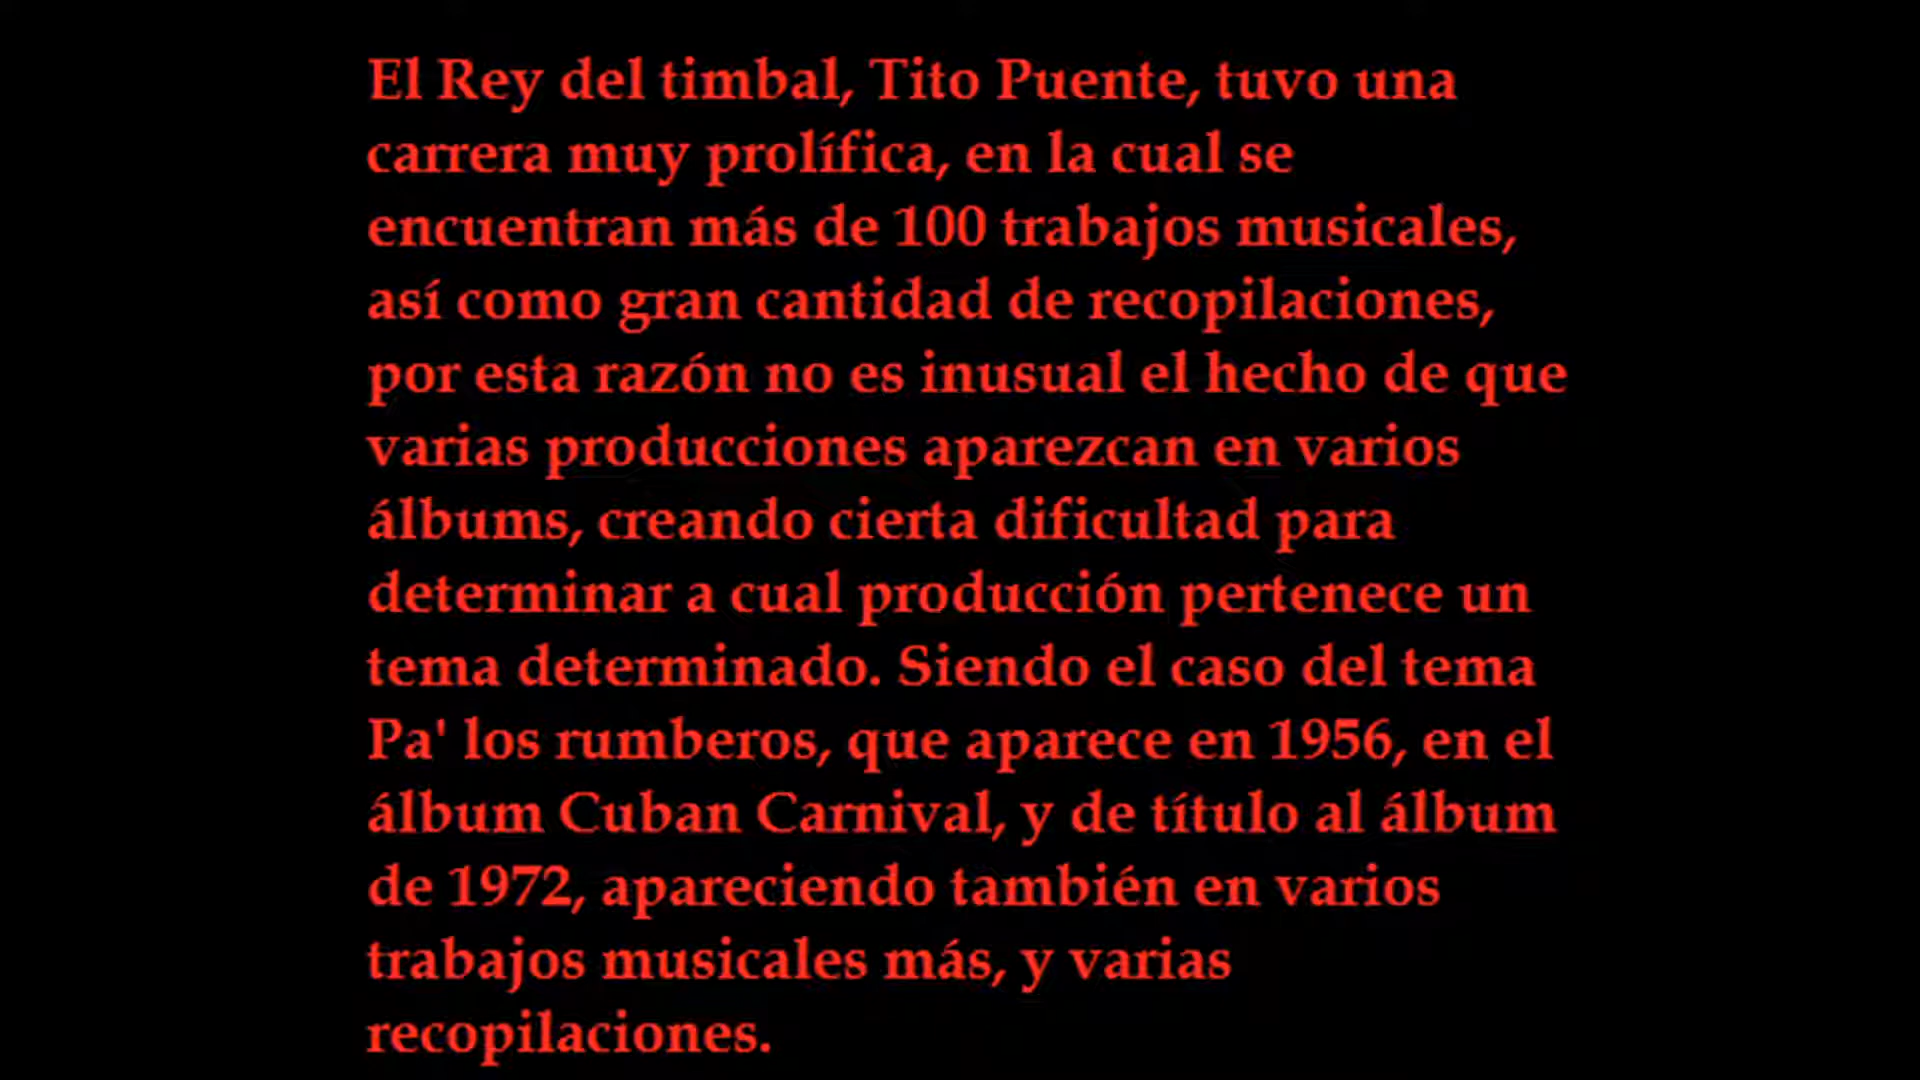 El Rey del timbal, Tito Puente, tuvo una
carrera muy prolífica, en la cual se
encuentran más de 100 trabajos musicales,
así como gran cantidad de recopilaciones,
por esta razón no es inusual el hecho de que
varias producciones aparezcan en varios
álbums, creando cierta dificultad para
determinar a cual producción pertenece un
tema determinado. Siendo el caso del tema
Pa' los rumberos, que aparece en 1956, en el
álbum Cuban Carnival, y de título al álbum
de 1972, apareciendo también en varios
trabajos musicales más, y varias
recopilaciones.